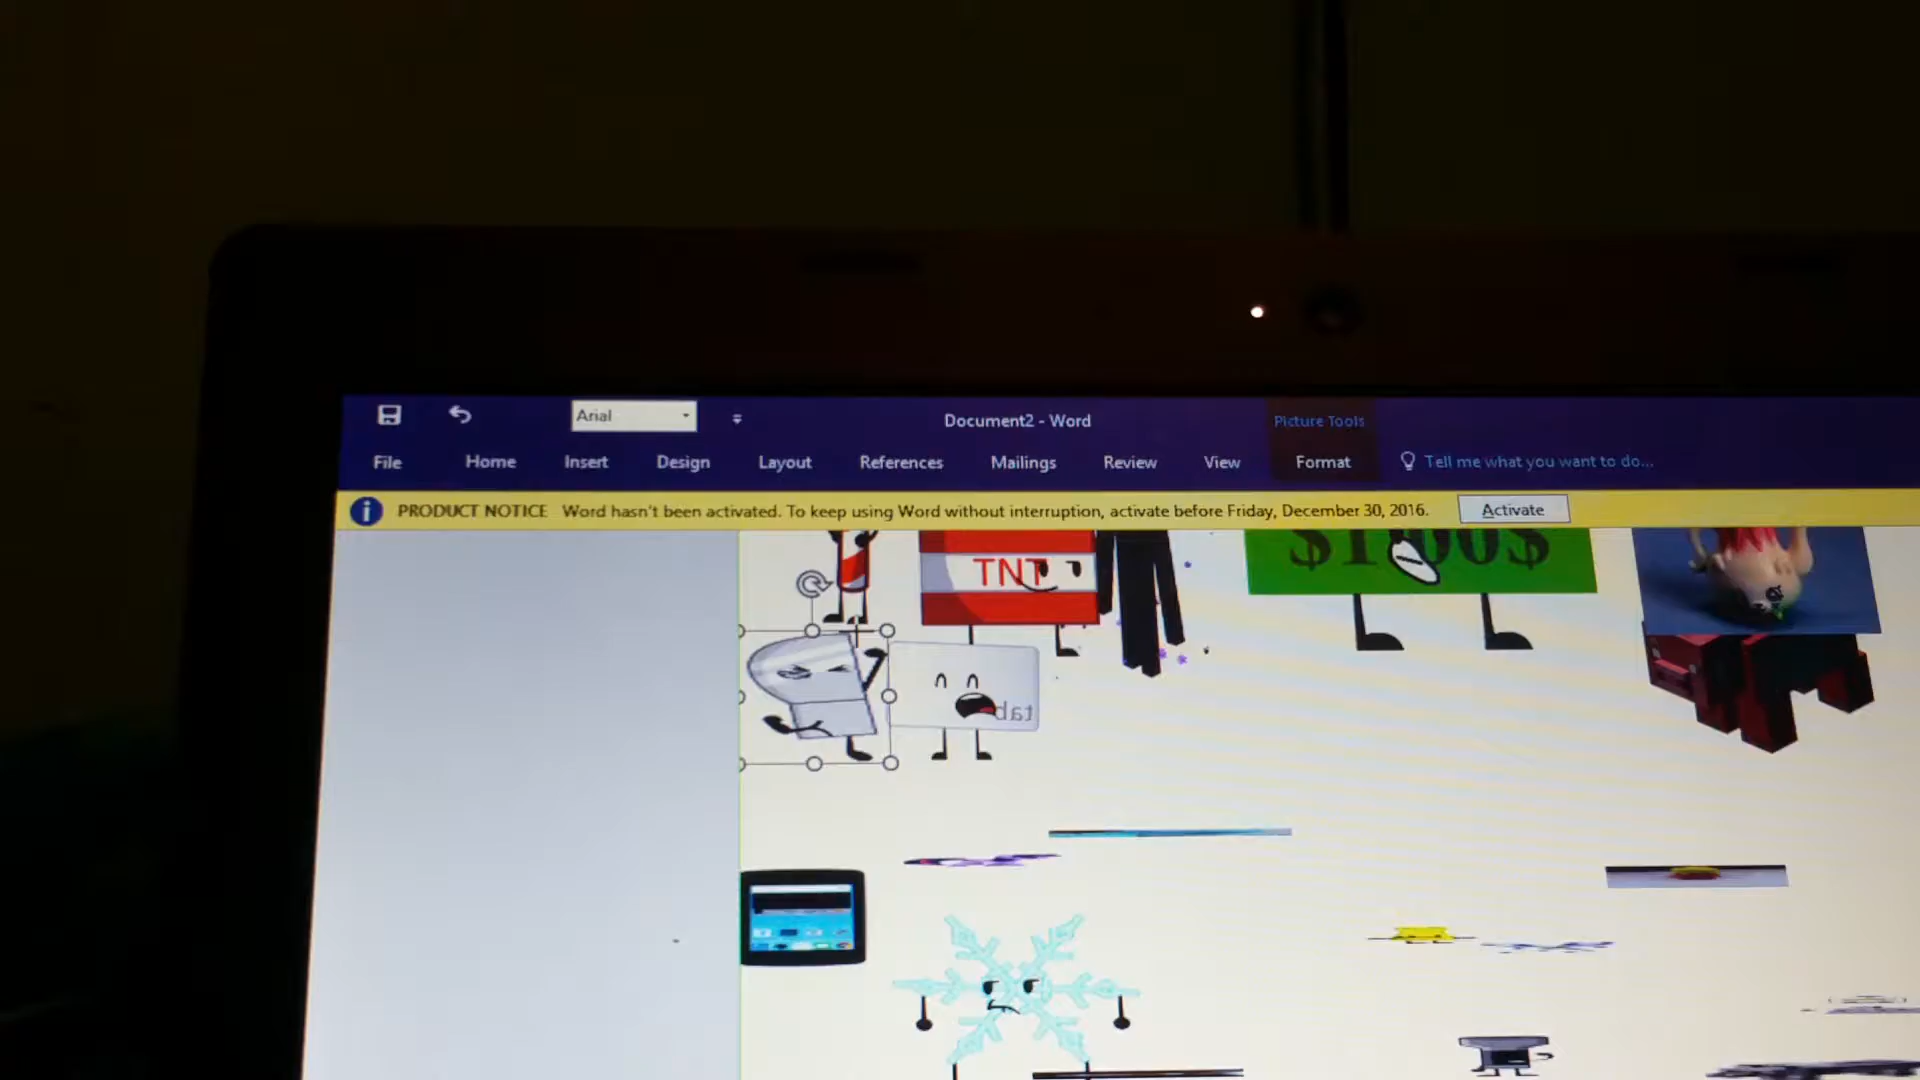 Arial
Document2 - Word
Picture Tools
File Home Insert Design Layout References Mailings Review View Format Tell me what you want to do...
PRODUCT NOTICE Word hasn't been activated. To keep using Word without interruption, activate before Friday, December 30, 2016. Activate
TNT
tab